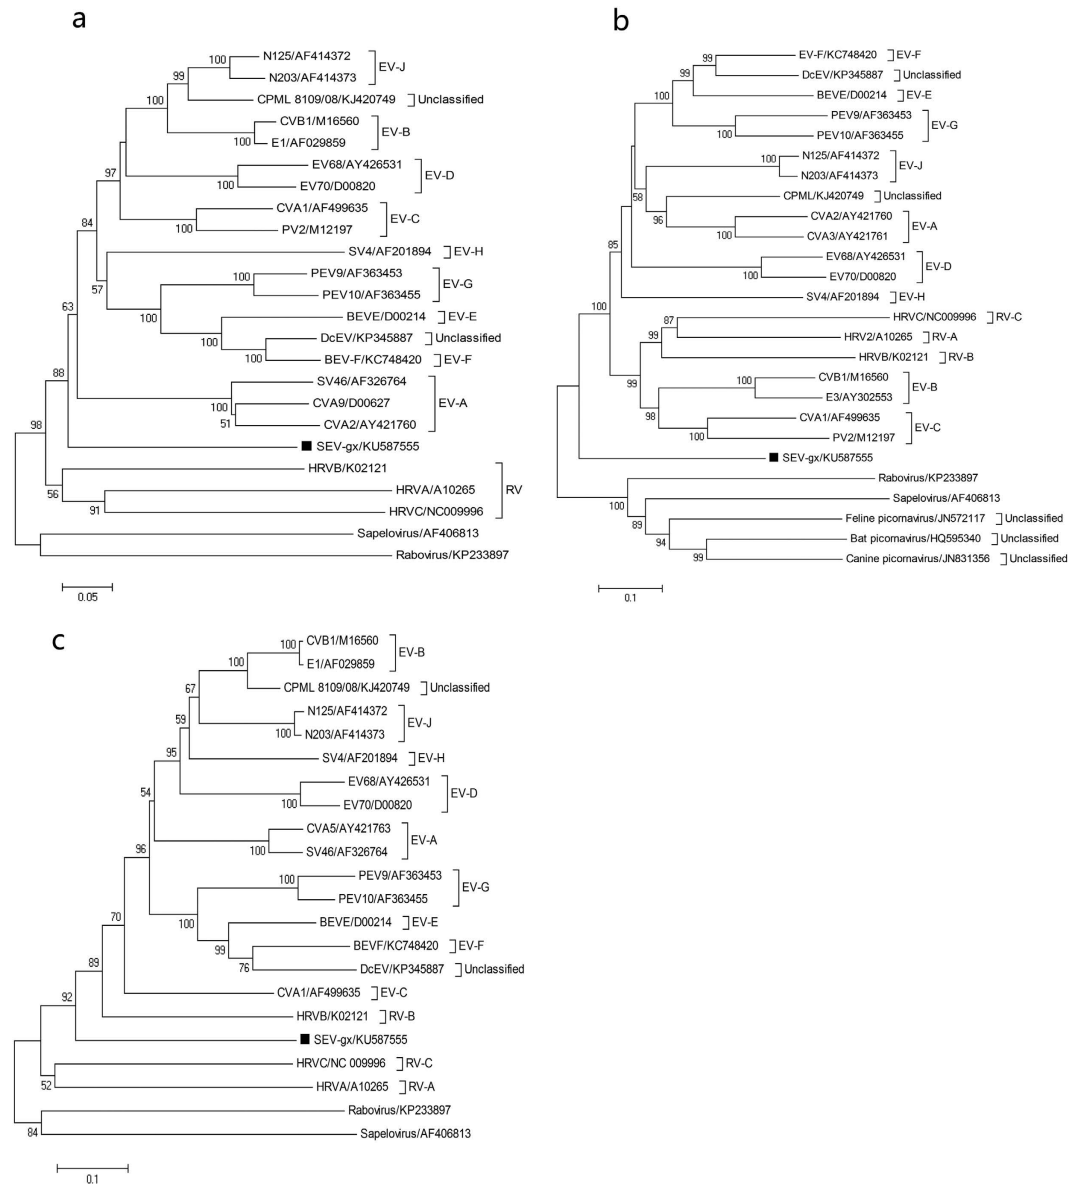 a
100
N125/AF414372
EV-J
99
N203/AF414373
100
CPML 8109/08/KJ420749
Unclassified
CVB1/M16560
EV-B
100
E1/AF029859
97
EV68/AY426531
EV-D
100
EV70/D00820
CVA1/AF499635
EV-C
84
100
PV2/M12197
SV4/AF201894
EV-H
57
100
PEV9/AF363453
EV-G
PEV10/AF363455
63
100
BEVE/D00214
EV-E
100
DcEV/KP345887
Unclassified
100
BEV-F/KC748420
EV-F
88
SV46/AF326764
100
CVA9/D00627
EV-A
51
CVA2/AY421760
98
SEV-gx/KU587555
HRVB/K02121
56
HRVA/A10265
RV
91
HRVC/NC009996
Sapelovirus/AF406813
Rabovirus/KP233897
0.05
b
99
EV-F/KC748420
EV-F
99
DcEV/KP345887
Unclassified
100
BEVE/D00214
EV-E
PEV9/AF363453
EV-G
100
PEV10/AF363455
100
N125/AF414372
EV-J
N203/AF414373
58
CPML/KJ420749
Unclassified
96
CVA2/AY421760
EV-A
100
CVA3/AY421761
85
EV68/AY426531
EV-D
100
EV70/D00820
SV4/AF201894
EV-H
100
87
HRVC/NC009996
RV-C
99
HRV2/A10265
RV-A
HRVB/K02121
RV-B
99
100
CVB1/M16560
EV-B
E3/AY302553
98
CVA1/AF499635
EV-C
100
PV2/M12197
SEV-gx/KU587555
Rabovirus/KP233897
100
Sapelovirus/AF406813
89
Feline picornavirus/JN572117
Unclassified
94
Bat picornavirus/HQ595340
Unclassified
99
Canine picornavirus/JN831356
Unclassified
0.1
c
100
CVB1/M16560
EV-B
100
E1/AF029859
67
CPML 8109/08/KJ420749
Unclassified
59
N125/AF414372
EV-J
100
N203/AF414373
95
SV4/AF201894
EV-H
54
EV68/AY426531
EV-D
100
EV70/D00820
CVA5/AY421763
EV-A
96
100
SV46/AF326764
100
PEV9/AF363453
EV-G
PEV10/AF363455
70
100
BEVE/D00214
EV-E
99
BEVF/KC748420
EV-F
76
DcEV/KP345887
Unclassified
89
CVA1/AF499635
EV-C
92
HRVB/K02121
RV-B
SEV-gx/KU587555
HRVC/NC 009996
RV-C
52
HRVA/A10265
RV-A
Rabovirus/KP233897
84
Sapelovirus/AF406813
0.1